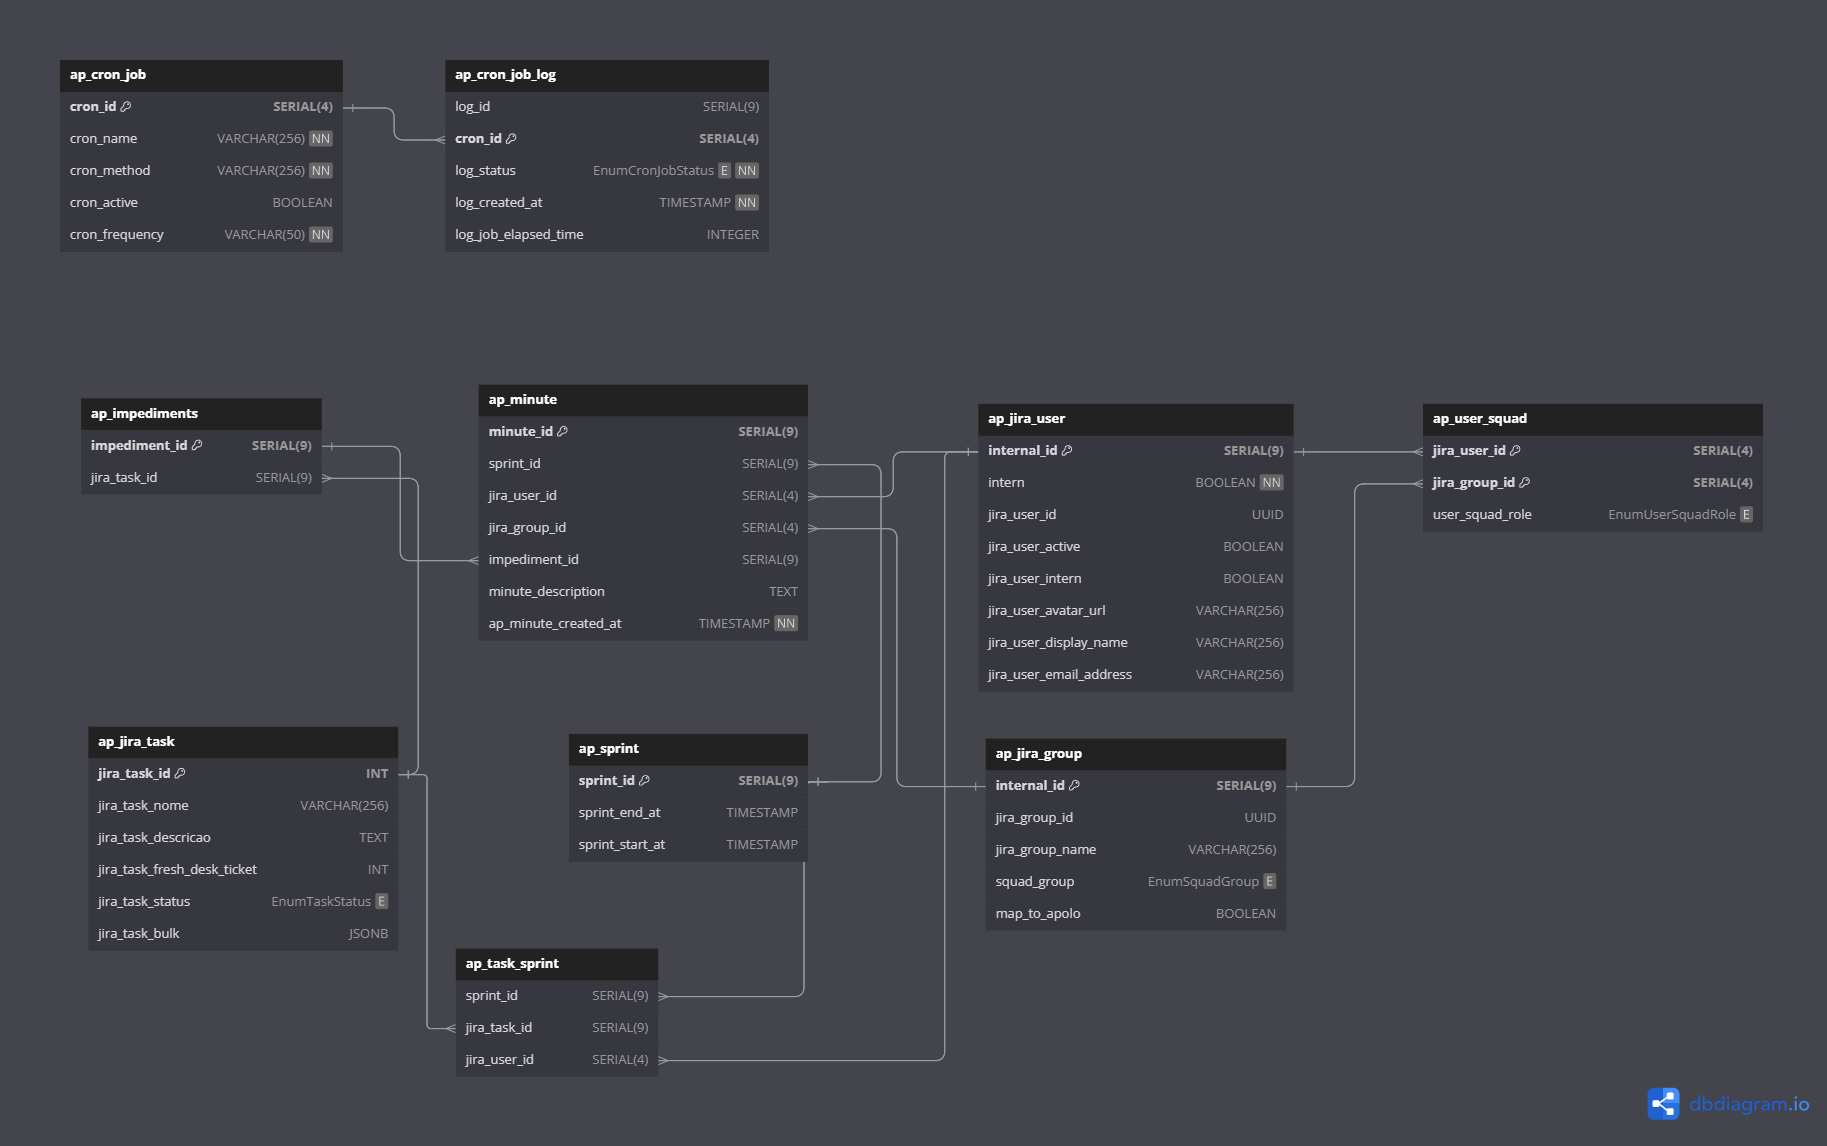 ap_cron_job
cron_id SERIAL(4)
cron_name VARCHAR(256) NN
cron_method VARCHAR(256) NN
cron_active BOOLEAN
cron_frequency VARCHAR(50) NN
ap_cron_job_log
log_id SERIAL(9)
cron_id SERIAL(4)
log_status EnumCronJobStatus E NN
log_created_at TIMESTAMP NN
log_job_elapsed_time INTEGER
ap_impediments
impediment_id SERIAL(9)
jira_task_id SERIAL(9)
ap_minute
minute_id SERIAL(9)
sprint_id SERIAL(9)
jira_user_id SERIAL(4)
jira_group_id SERIAL(4)
impediment_id SERIAL(9)
minute_description TEXT
ap_minute_created_at TIMESTAMP NN
ap_jira_user
internal_id SERIAL(9)
intern BOOLEAN NN
jira_user_id UUID
jira_user_active BOOLEAN
jira_user_intern BOOLEAN
jira_user_avatar_url VARCHAR(256)
jira_user_display_name VARCHAR(256)
jira_user_email_address VARCHAR(256)
ap_user_squad
jira_user_id SERIAL(4)
jira_group_id SERIAL(4)
user_squad_role EnumUserSquadRole E
ap_jira_task
jira_task_id INT
jira_task_nome VARCHAR(256)
jira_task_descricao TEXT
jira_task_fresh_desk_ticket INT
jira_task_status EnumTaskStatus E
jira_task_bulk JSONB
ap_sprint
sprint_id SERIAL(9)
sprint_end_at TIMESTAMP
sprint_start_at TIMESTAMP
ap_jira_group
internal_id SERIAL(9)
jira_group_id UUID
jira_group_name VARCHAR(256)
squad_group EnumSquadGroup E
map_to_apolo BOOLEAN
ap_task_sprint
sprint_id SERIAL(9)
jira_task_id SERIAL(9)
jira_user_id SERIAL(4)
dbdiagram.io